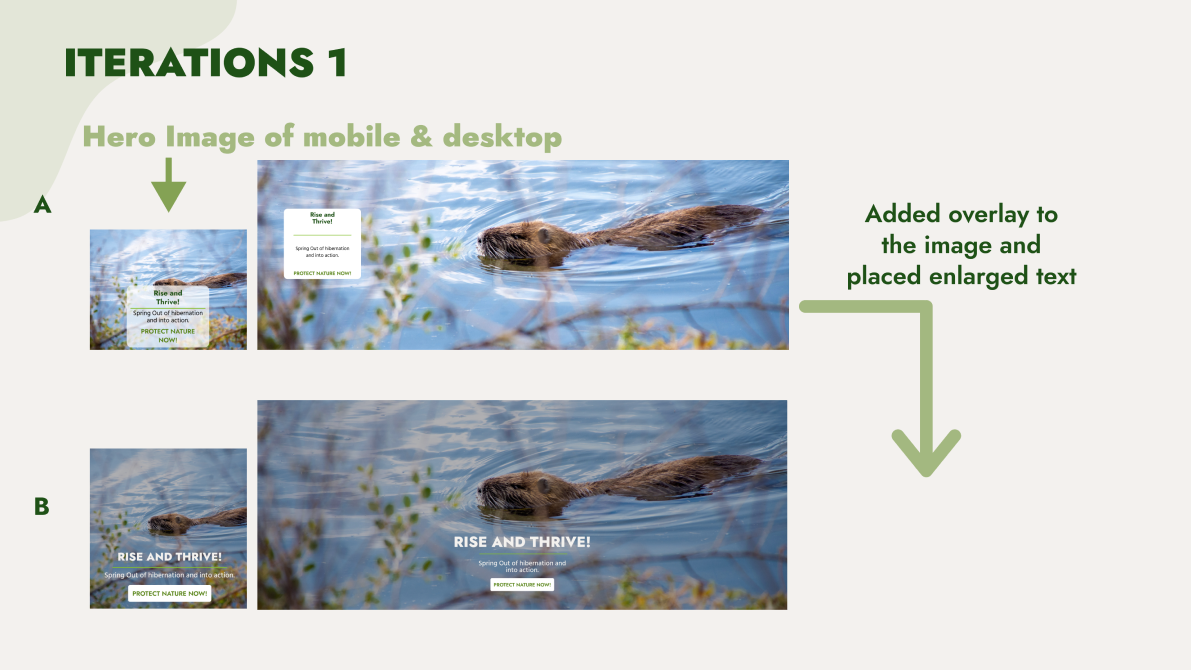 ITERATIONS 1
Hero Image of mobile & desktop
A
Rise and
Thrive!
Spring Out of hibernation
and into action.
PROTECT NATURE
NOW!
Rise and
Thrive!
Spring Out of hibernation
and into action.
PROTECT NATURE NOW!
Added overlay to
the image and
placed enlarged text
B
RISE AND THRIVE!
Spring Out of hibernation and into action.
PROTECT NATURE NOW!
RISE AND THRIVE!
Spring Out of hibernation and
into action.
PROTECT NATURE NOW!